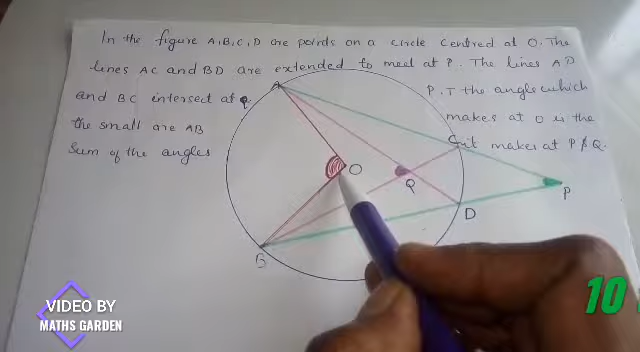 In the figure A,B,C,D are points on a circle centred at O. The
lines AC and BD are extended to meet at P. The lines AD
and BC intersect at Q. P.T the angle which
the small arc AB makes at O is the
Sum of the angles it makes at P & Q.
A
O
Q
C
P
D
B
VIDEO BY
MATHS GARDEN
10